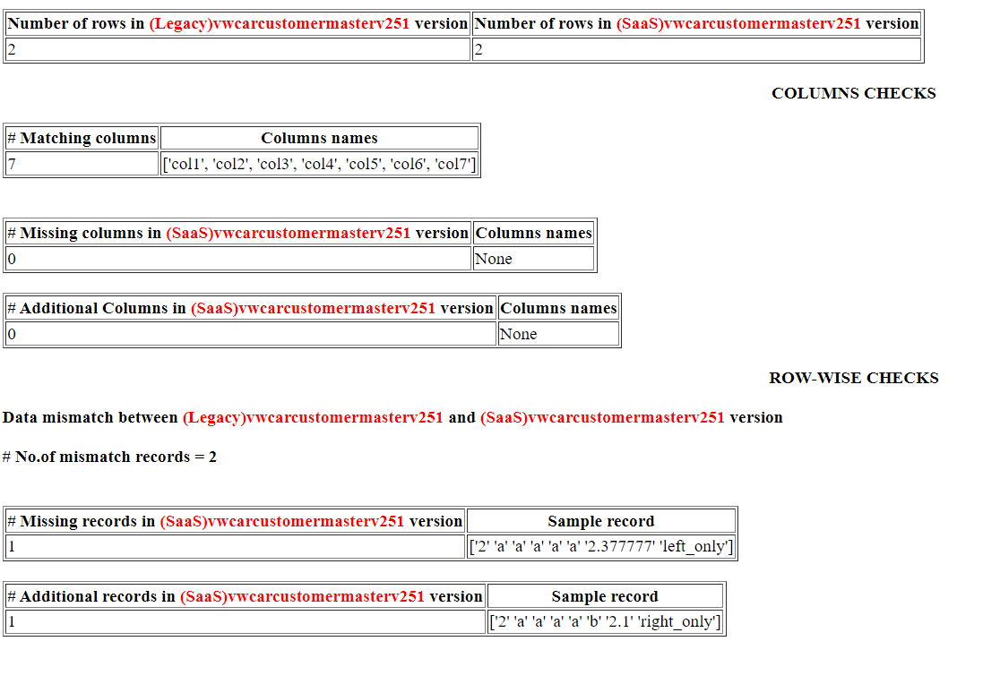 Number of rows in (Legacy)vwcarcustomermasterv251 version Number of rows in (SaaS)vwcarcustomermasterv251 version
2 2
COLUMNS CHECKS
# Matching columns Columns names
7 ['col1', 'col2', 'col3', 'col4', 'col5', 'col6', 'col7']
# Missing columns in (SaaS)vwcarcustomermasterv251 version Columns names
0 None
# Additional Columns in (SaaS)vwcarcustomermasterv251 version Columns names
0 None
ROW-WISE CHECKS
Data mismatch between (Legacy)vwcarcustomermasterv251 and (SaaS)vwcarcustomermasterv251 version
# No.of mismatch records = 2
# Missing records in (SaaS)vwcarcustomermasterv251 version Sample record
1 ['2' 'a' 'a' 'a' 'a' 'a' '2.377777' 'left_only']
# Additional records in (SaaS)vwcarcustomermasterv251 version Sample record
1 ['2' 'a' 'a' 'a' 'a' 'b' '2.1' 'right_only']